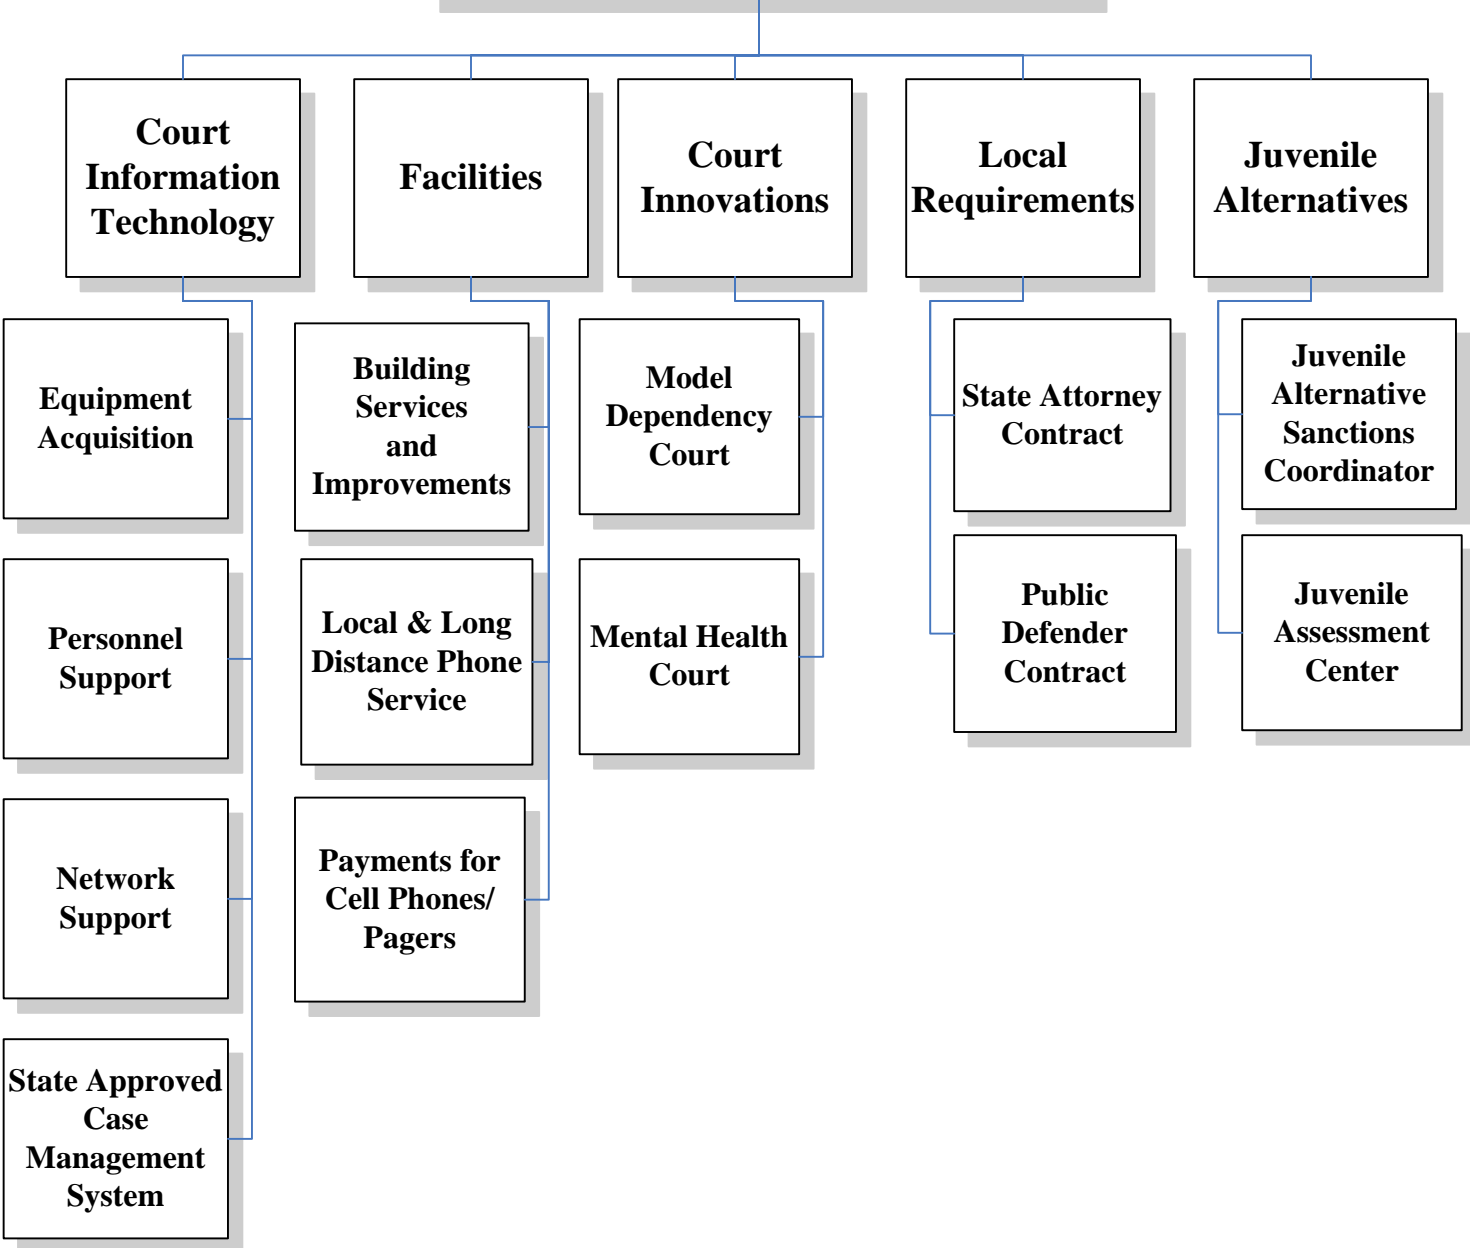 Court
Information
Technology
Facilities
Court
Innovations
Local
Requirements
Juvenile
Alternatives
Equipment
Acquisition
Personnel
Support
Network
Support
State Approved
Case
Management
System
Building
Services
and
Improvements
Local & Long
Distance Phone
Service
Payments for
Cell Phones/
Pagers
Model
Dependency
Court
Mental Health
Court
State Attorney
Contract
Public
Defender
Contract
Juvenile
Alternative
Sanctions
Coordinator
Juvenile
Assessment
Center